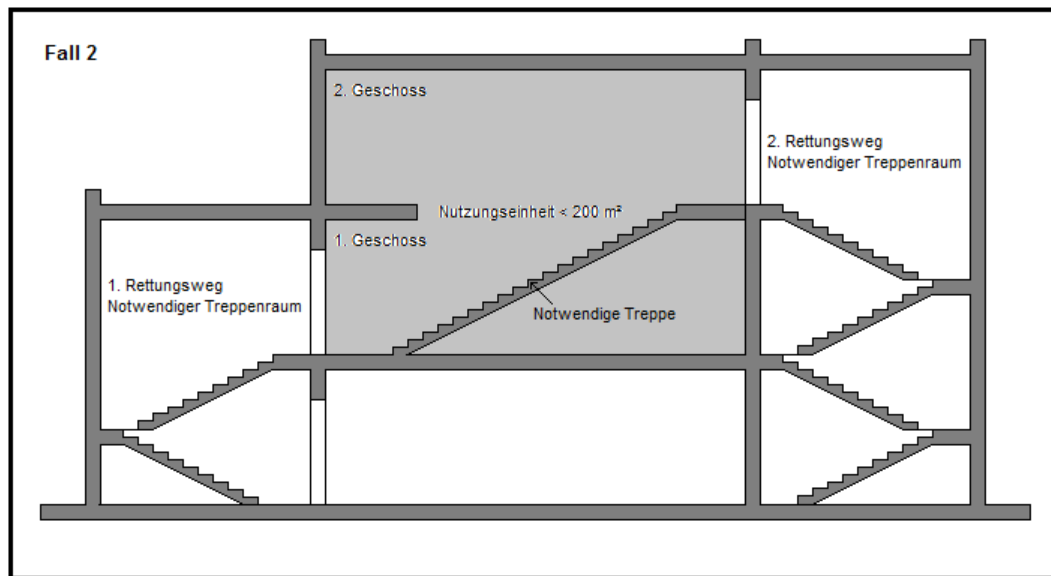 Fall 2
2. Geschoss
2. Rettungsweg
Notwendiger Treppenraum
Nutzungseinheit < 200 m²
1. Geschoss
1. Rettungsweg
Notwendiger Treppenraum
Notwendige Treppe